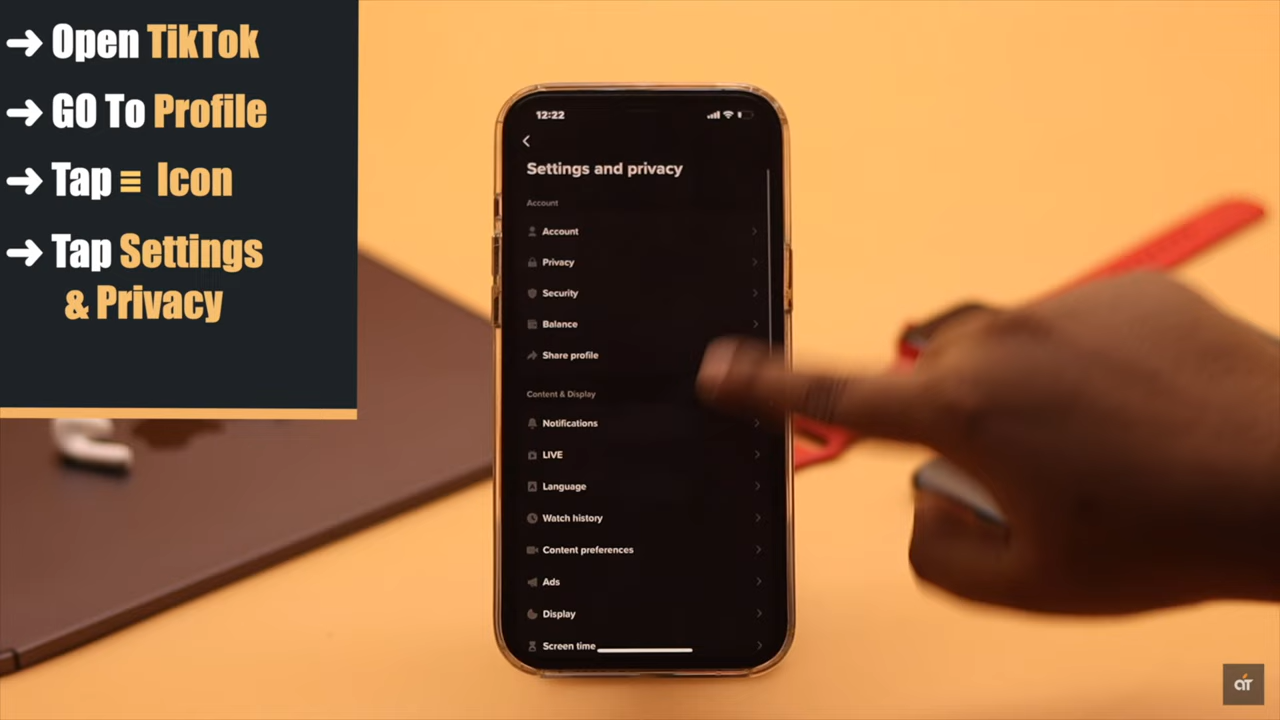 → Open TikTok
→ GO To Profile
→ Tap ≡ Icon
→ Tap Settings
& Privacy
12:22
Settings and privacy
Account
Account
Privacy
Security
Balance
Share profile
Content & Display
Notifications
LIVE
Language
Watch history
Content preferences
Ads
Display
Screen time